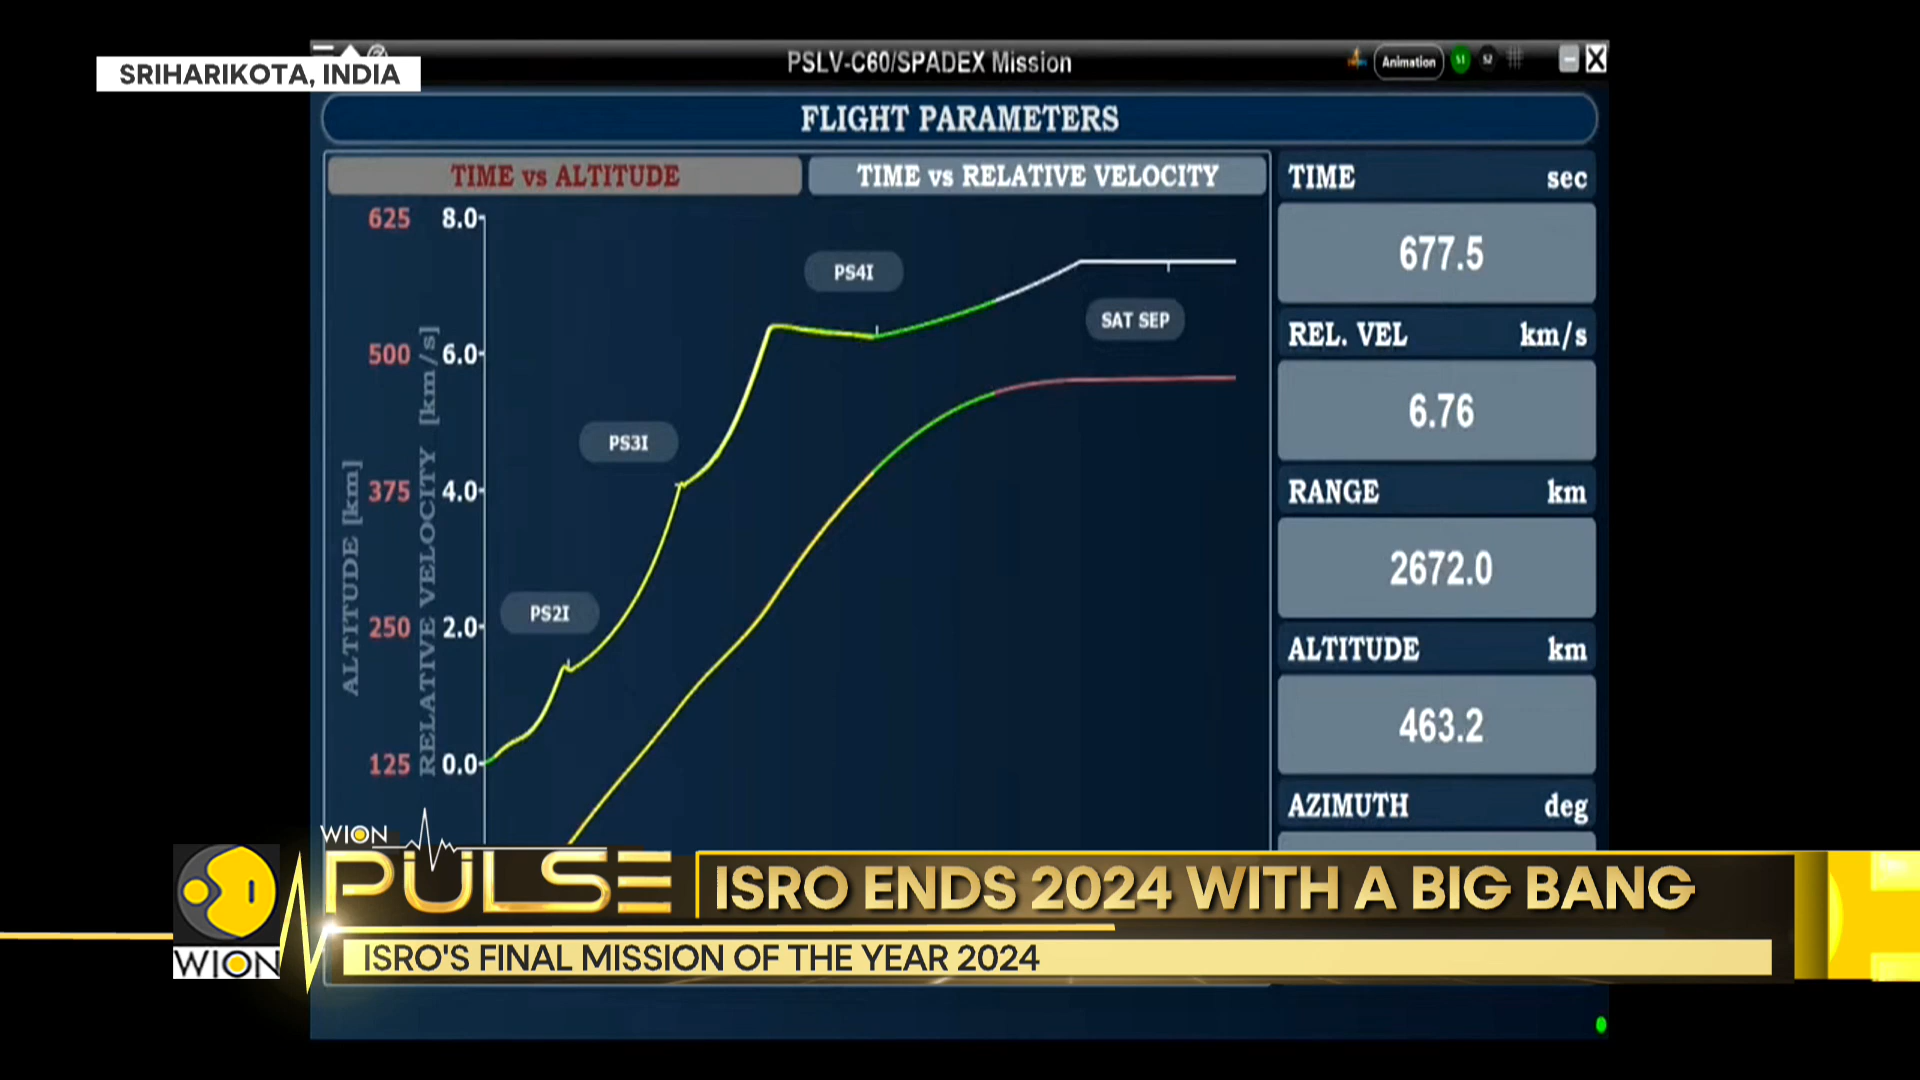 SRIHARIKOTA, INDIA
PSLV-C60/SPADEX Mission
Animation
S1
S2
FLIGHT PARAMETERS
TIME vs ALTITUDE
TIME vs RELATIVE VELOCITY
ALTITUDE [km]
625
500
375
250
125
RELATIVE VELOCITY [km/s]
8.0
6.0
4.0
2.0
0.0
PS2I
PS3I
PS4I
SAT SEP
TIME sec
677.5
REL. VEL km/s
6.76
RANGE km
2672.0
ALTITUDE km
463.2
AZIMUTH deg
WION
PULSE
ISRO ENDS 2024 WITH A BIG BANG
WION
ISRO'S FINAL MISSION OF THE YEAR 2024